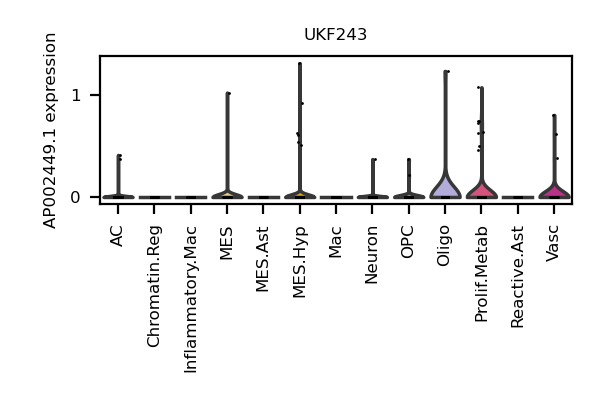 UKF243
AP002449.1 expression
1
0
AC
Chromatin.Reg
Inflammatory.Mac
MES
MES.Ast
MES.Hyp
Mac
Neuron
OPC
Oligo
Prolif.Metab
Reactive.Ast
Vasc